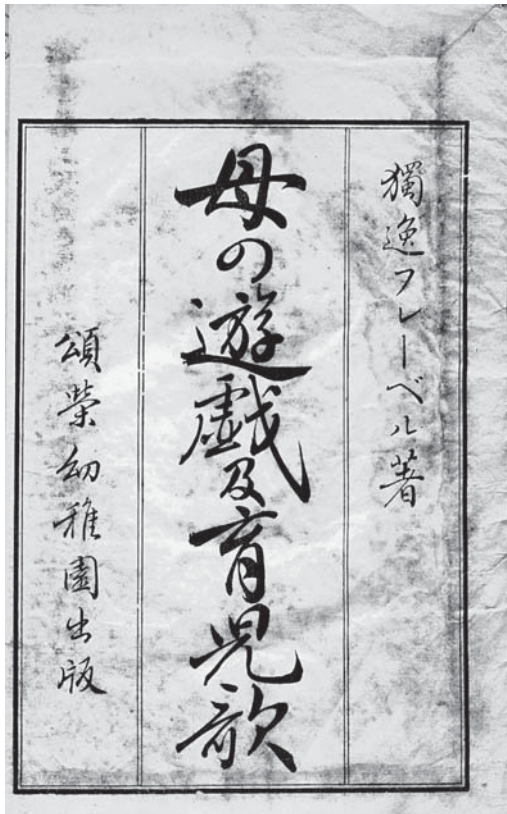 獨逸フレーベル著
母の遊戯及育児歌
頌榮幼稚園出版